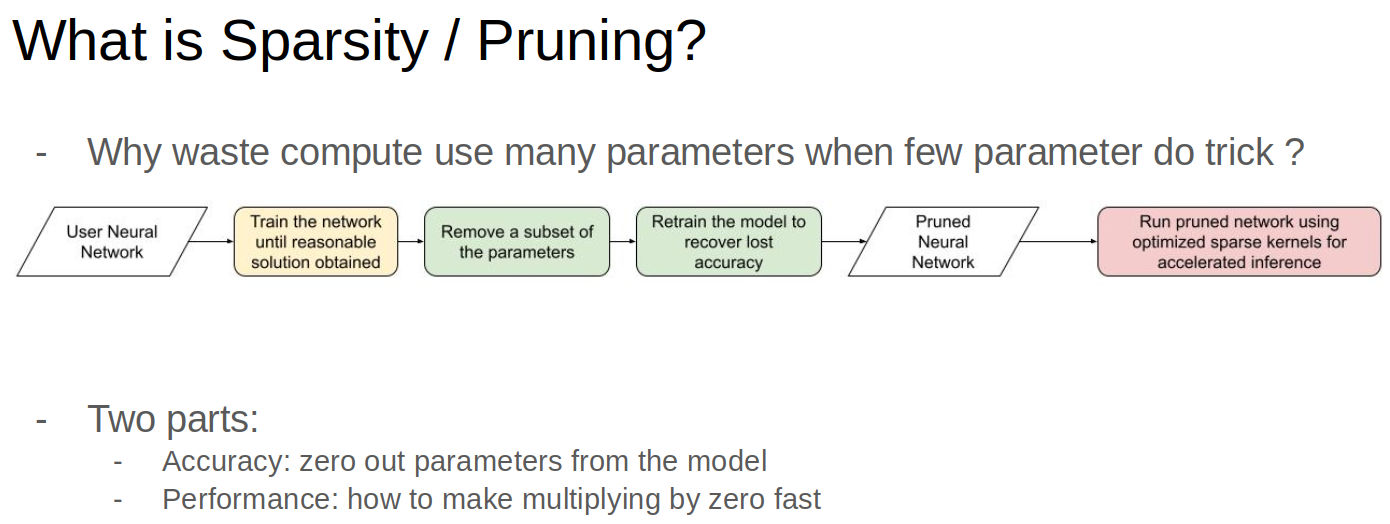 What is Sparsity / Pruning?
- Why waste compute use many parameters when few parameter do trick ?
User Neural
Network
Train the network
until reasonable
solution obtained
Remove a subset of
the parameters
Retrain the model to
recover lost
accuracy
Pruned
Neural
Network
Run pruned network using
optimized sparse kernels for
accelerated inference
- Two parts:
- Accuracy: zero out parameters from the model
- Performance: how to make multiplying by zero fast